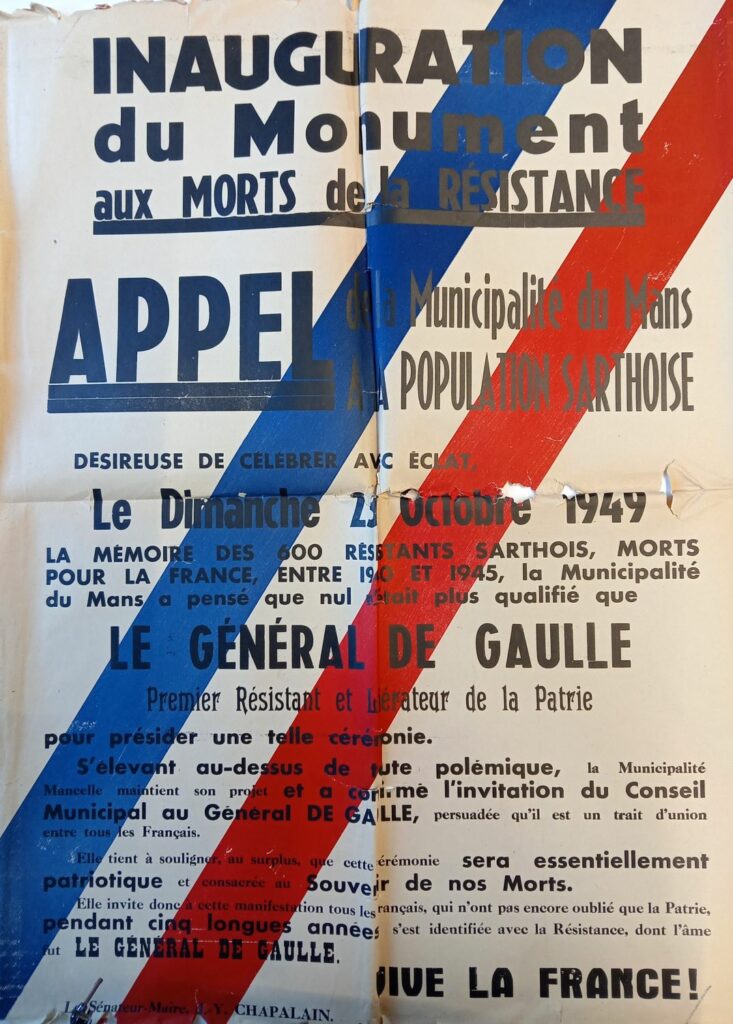 INAUGURATION
du Monument
aux MORTS de la RÉSISTANCE
APPEL de la Municipalité du Mans
A LA POPULATION SARTHOISE
DESIREUSE DE CÉLÉBRER AVEC ÉCLAT,
Le Dimanche 23 Octobre 1949
LA MÉMOIRE DES 600 RÉSISTANTS SARTHOIS, MORTS
POUR LA FRANCE, ENTRE 1940 ET 1945, la Municipalité
du Mans a pensé que nul n'était plus qualifié que
LE GÉNÉRAL DE GAULLE
Premier Résistant et Libérateur de la Patrie
pour présider une telle cérémonie.
S'élevant au-dessus de toute polémique, la Municipalité
Mancelle maintient son projet et a confirmé l'invitation du Conseil
Municipal au Général DE GAULLE, persuadée qu'il est un trait d'union
entre tous les Français.
Elle tient à souligner, au surplus, que cette cérémonie sera essentiellement
patriotique et consacrée au Souvenir de nos Morts.
Elle invite donc à cette manifestation tous les Français, qui n'ont pas encore oublié que la Patrie,
pendant cinq longues années, s'est identifiée avec la Résistance, dont l'âme
fut LE GÉNÉRAL DE GAULLE.
VIVE LA FRANCE!
Le Sénateur-Maire, J.-Y. CHAPALAIN.